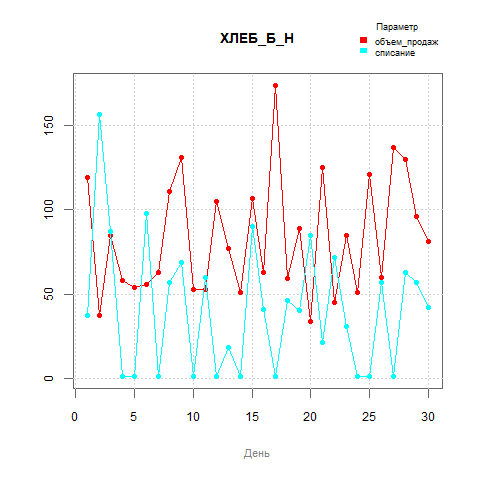 ХЛЕБ_Б_Н
Параметр
объем_продаж
списание
150
100
50
0
0 5 10 15 20 25 30
День